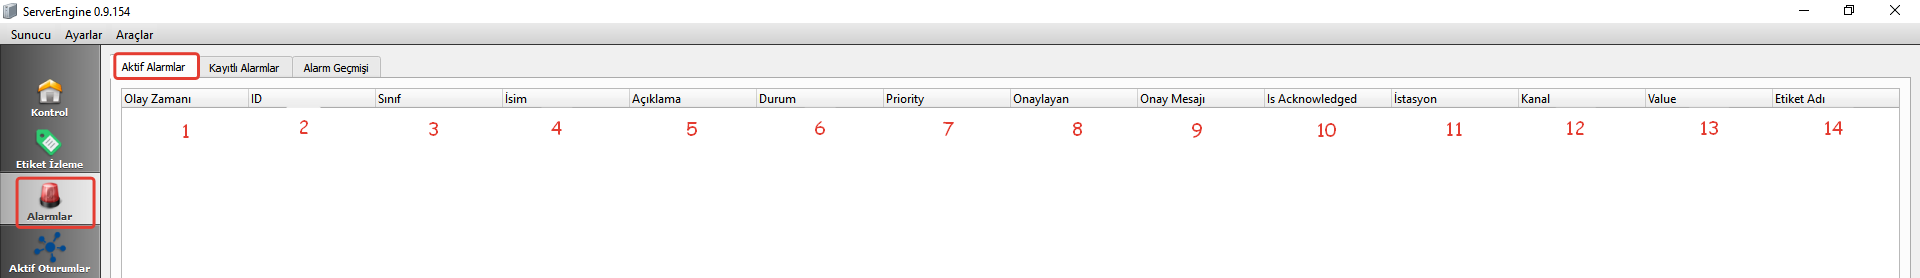 ServerEngine 0.9.154
Sunucu Ayarlar Araçlar
Aktif Alarmlar Kayıtlı Alarmlar Alarm Geçmişi
Olay Zamanı ID Sınıf İsim Açıklama Durum Priority Onaylayan Onay Mesajı Is Acknowledged İstasyon Kanal Value Etiket Adı
1 2 3 4 5 6 7 8 9 10 11 12 13 14
Kontrol
Etiket İzleme
Alarmlar
Aktif Oturumlar